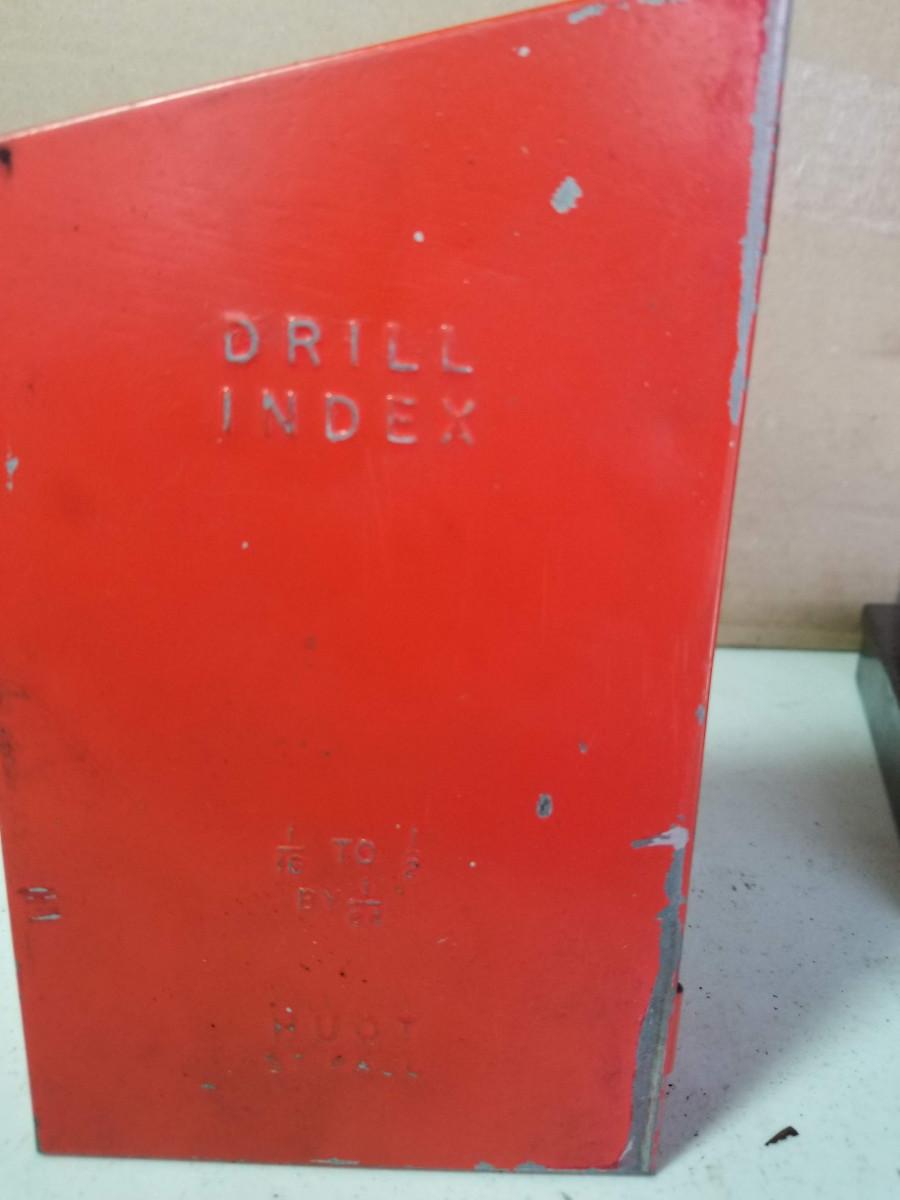 DRILL
INDEX
1/16 TO 1/2
BY 1/64
HUOT
ST PAUL